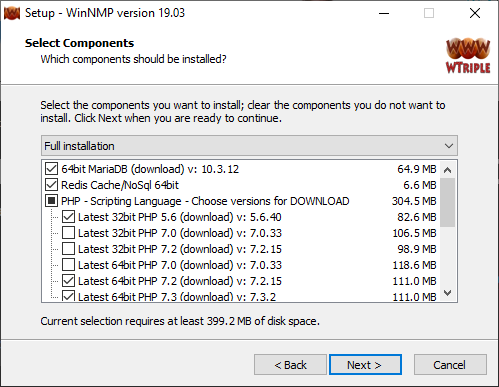 Setup - WinNMP version 19.03
Select Components
Which components should be installed?
WTRIPLE
Select the components you want to install; clear the components you do not want to
install. Click Next when you are ready to continue.
Full installation
64bit MariaDB (download) v: 10.3.12 64.9 MB
Redis Cache/NoSql 64bit 6.6 MB
PHP - Scripting Language - Choose versions for DOWNLOAD 304.5 MB
Latest 32bit PHP 5.6 (download) v: 5.6.40 82.6 MB
Latest 32bit PHP 7.0 (download) v: 7.0.33 106.5 MB
Latest 32bit PHP 7.2 (download) v: 7.2.15 98.9 MB
Latest 64bit PHP 7.0 (download) v: 7.0.33 118.6 MB
Latest 64bit PHP 7.2 (download) v: 7.2.15 111.0 MB
Latest 64bit PHP 7.3 (download) v: 7.3.2 111.0 MB
Current selection requires at least 399.2 MB of disk space.
< Back Next > Cancel